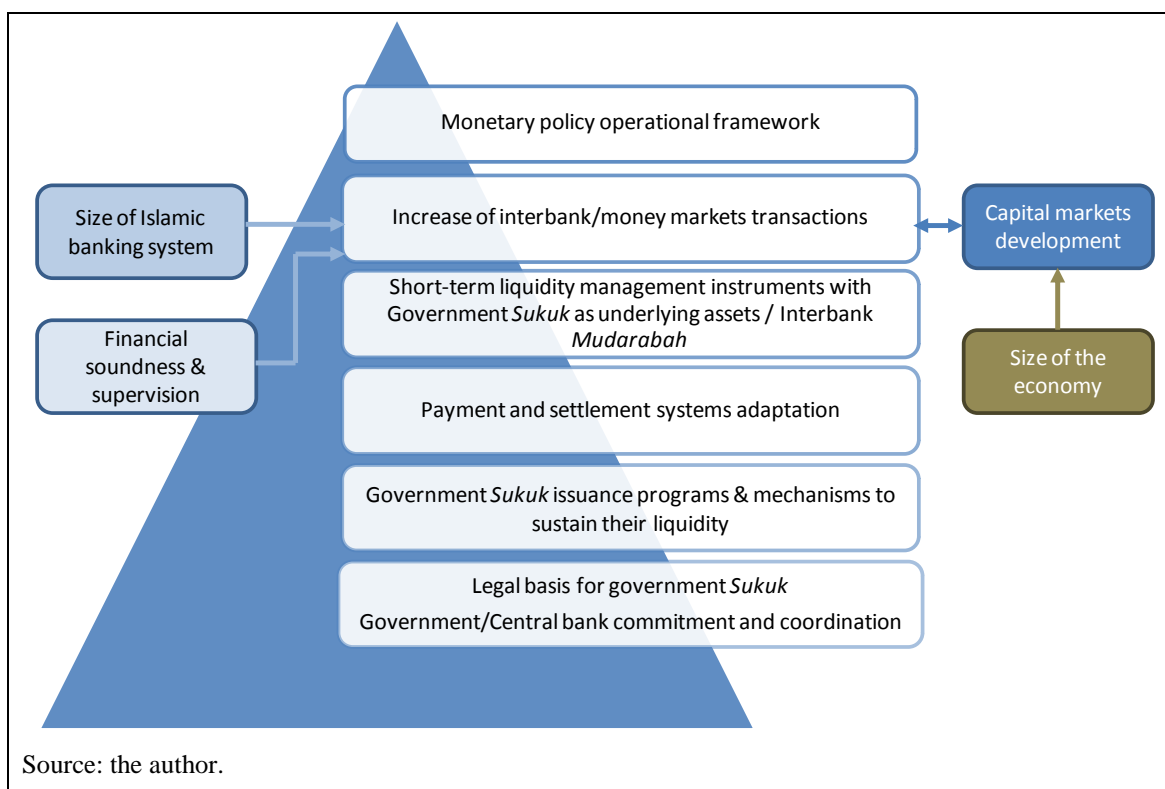 Monetary policy operational framework
Size of Islamic
banking system
Increase of interbank/money markets transactions
Capital markets
development
Short-term liquidity management instruments with
Government Sukuk as underlying assets / Interbank
Mudarabah
Financial
soundness &
supervision
Size of the
economy
Payment and settlement systems adaptation
Government Sukuk issuance programs & mechanisms to
sustain their liquidity
Legal basis for government Sukuk
Government/Central bank commitment and coordination
Source: the author.